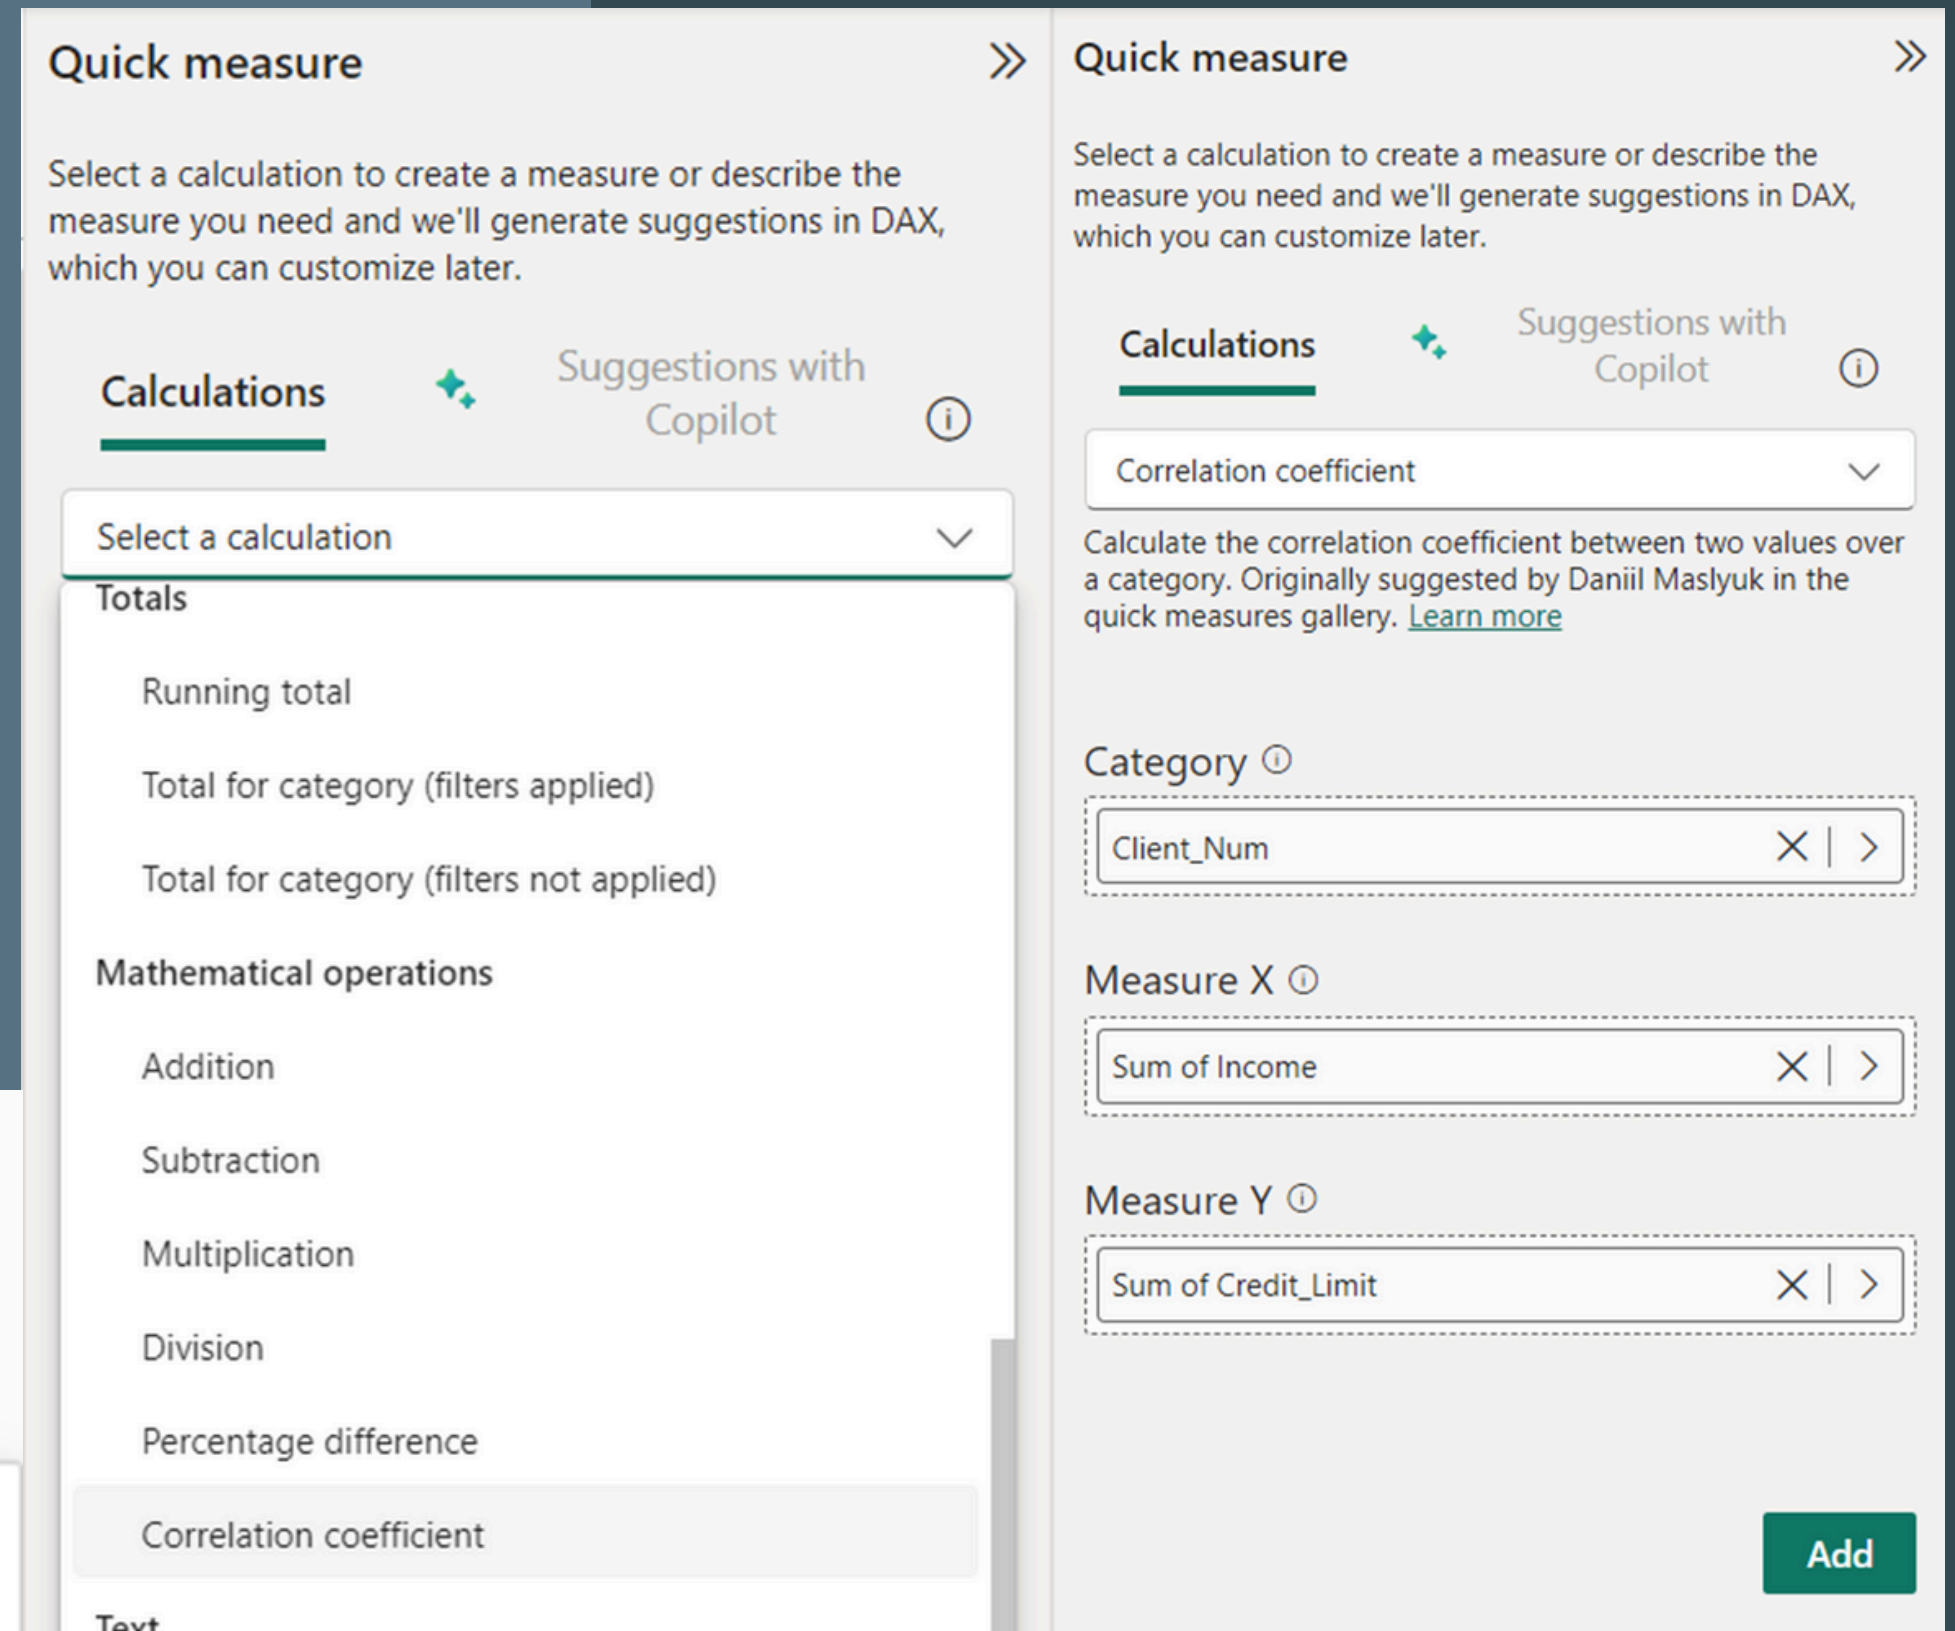 Quick measure
Select a calculation to create a measure or describe the
measure you need and we'll generate suggestions in DAX,
which you can customize later.
Calculations
Suggestions with
Copilot
Select a calculation
Totals
Running total
Total for category (filters applied)
Total for category (filters not applied)
Mathematical operations
Addition
Subtraction
Multiplication
Division
Percentage difference
Correlation coefficient
Text
Quick measure
Select a calculation to create a measure or describe the
measure you need and we'll generate suggestions in DAX,
which you can customize later.
Calculations
Suggestions with
Copilot
Correlation coefficient
Calculate the correlation coefficient between two values over
a category. Originally suggested by Daniil Maslyuk in the
quick measures gallery. Learn more
Category
Client_Num
Measure X
Sum of Income
Measure Y
Sum of Credit_Limit
Add